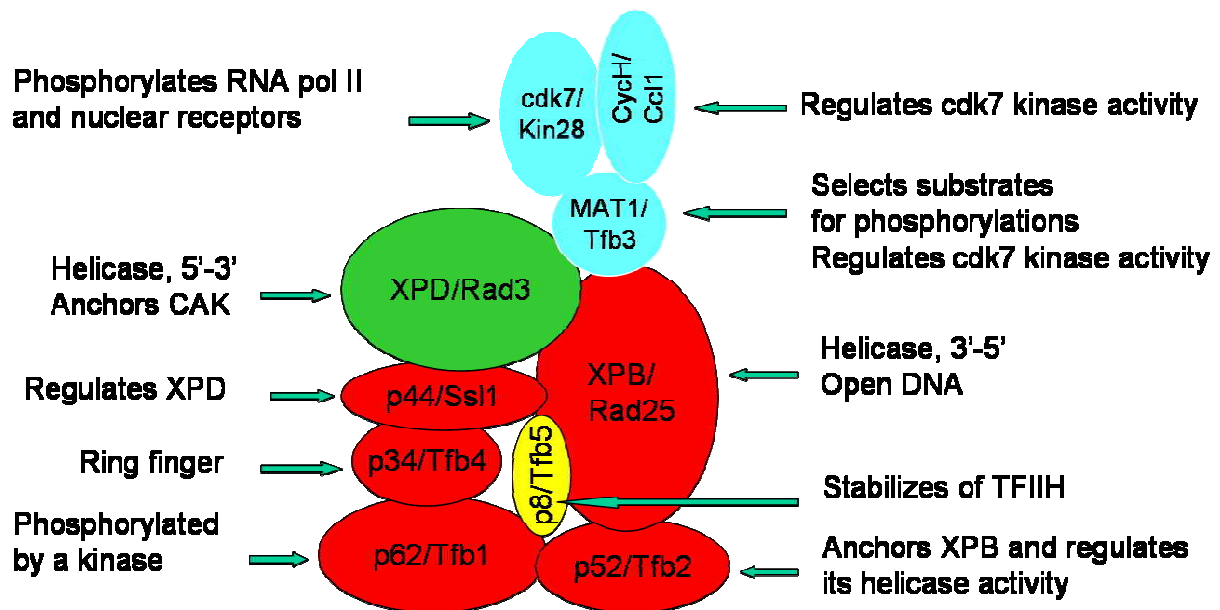 Phosphorylates RNA pol II
and nuclear receptors
cdk7/
Kin28
CycH/
Ccl1
Regulates cdk7 kinase activity
MAT1/
Tfb3
Selects substrates
for phosphorylations
Regulates cdk7 kinase activity
Helicase, 5’-3’
Anchors CAK
XPD/Rad3
Helicase, 3’-5’
Open DNA
XPB/
Rad25
Regulates XPD
p44/Ssl1
Ring finger
p34/Tfb4
p8/Tfb5
Stabilizes of TFIIH
Phosphorylated
by a kinase
p62/Tfb1
p52/Tfb2
Anchors XPB and regulates
its helicase activity